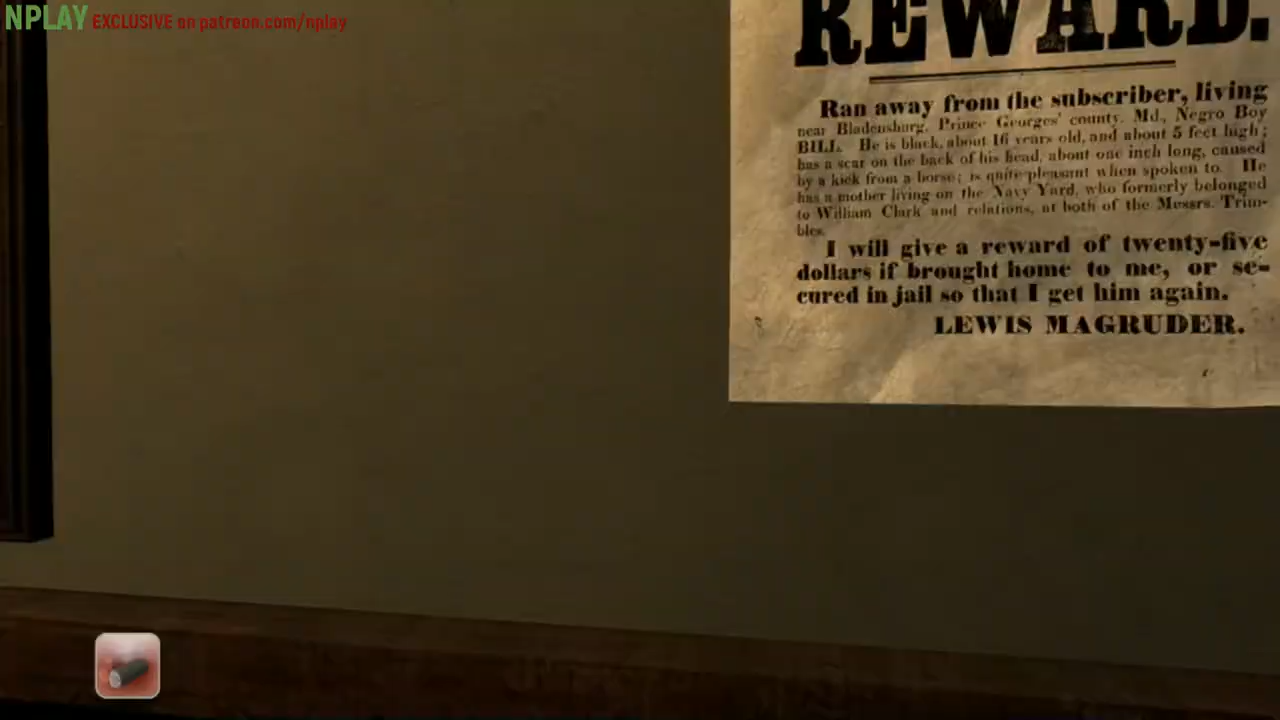 NPLAY EXCLUSIVE on patreon.com/nplay
REWARD.
Ran away from the subscriber, living
near Bladensburg, Prince Georges' county, Md., Negro Boy
BILL. He is black, about 16 years old, and about 5 feet high;
has a scar on the back of his head, about one inch long, caused
by a kick from a horse; is quite pleasant when spoken to. He
has a mother living on the Navy Yard, who formerly belonged
to William Clark and relations, at both of the Messrs. Trim-
bles.
I will give a reward of twenty-five
dollars if brought home to me, or se-
cured in jail so that I get him again.
LEWIS MAGRUDER.